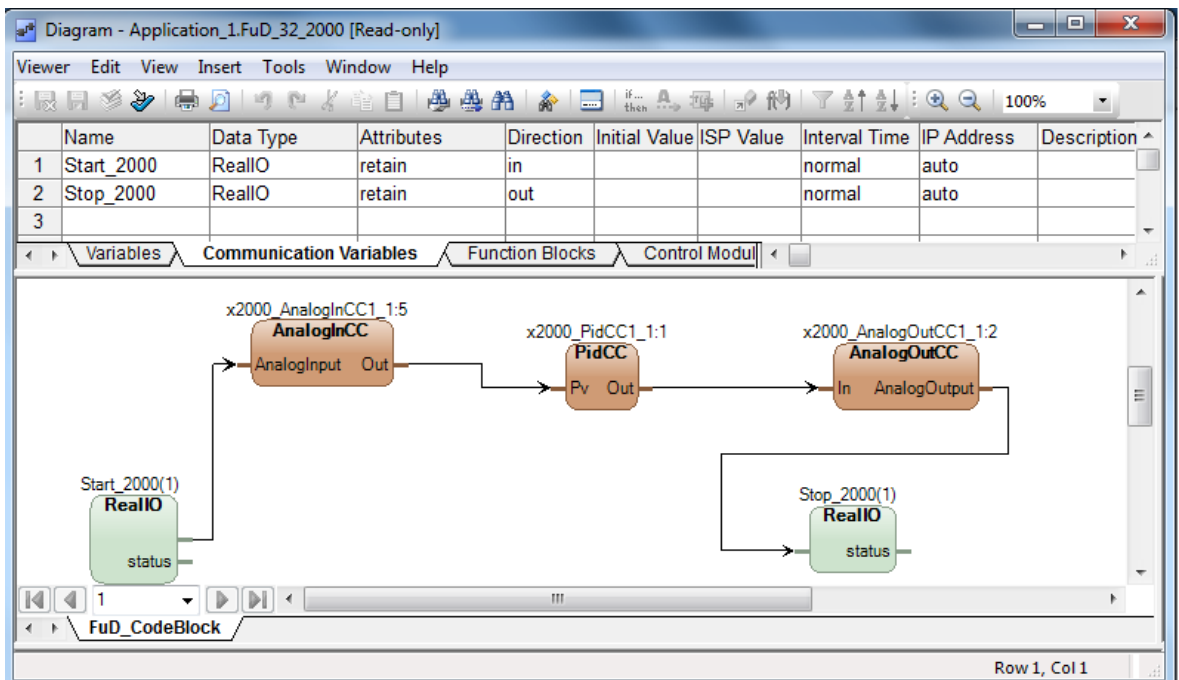 Diagram - Application_1.FuD_32_2000 [Read-only]
Viewer Edit View Insert Tools Window Help
if... then A 100%
Name Data Type Attributes Direction Initial Value ISP Value Interval Time IP Address Description
1 Start_2000 RealIO retain in normal auto
2 Stop_2000 RealIO retain out normal auto
3
Variables Communication Variables Function Blocks Control Modul
x2000_AnalogInCC1_1:5
AnalogInCC
AnalogInput Out
x2000_PidCC1_1:1
PidCC
Pv Out
x2000_AnalogOutCC1_1:2
AnalogOutCC
In AnalogOutput
Start_2000(1)
RealIO
status
Stop_2000(1)
RealIO
status
1
FuD_CodeBlock
Row 1, Col 1